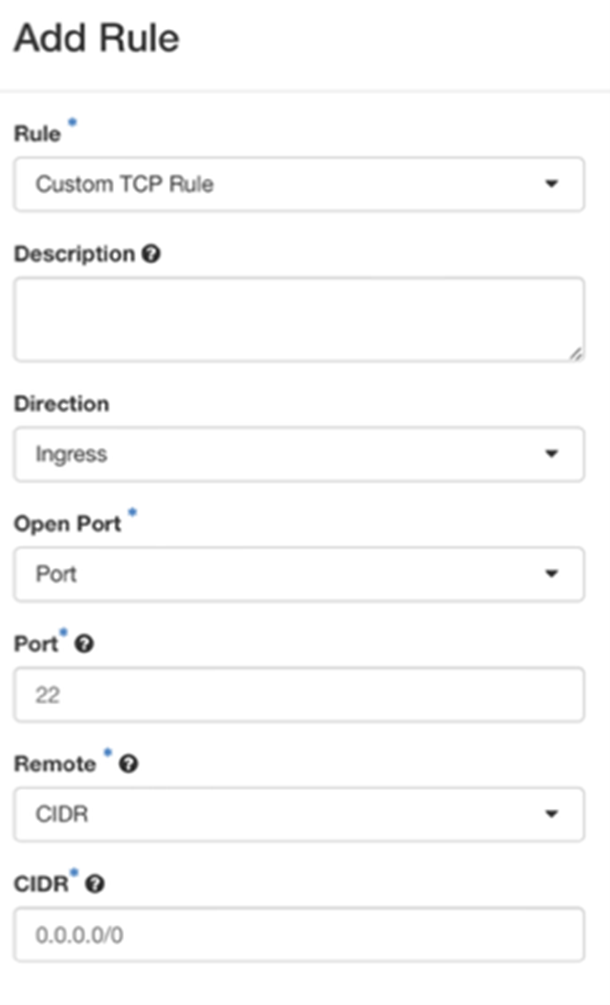 Add Rule
Rule *
Custom TCP Rule
Description ?
Direction
Ingress
Open Port *
Port
Port * ?
22
Remote * ?
CIDR
CIDR * ?
0.0.0.0/0